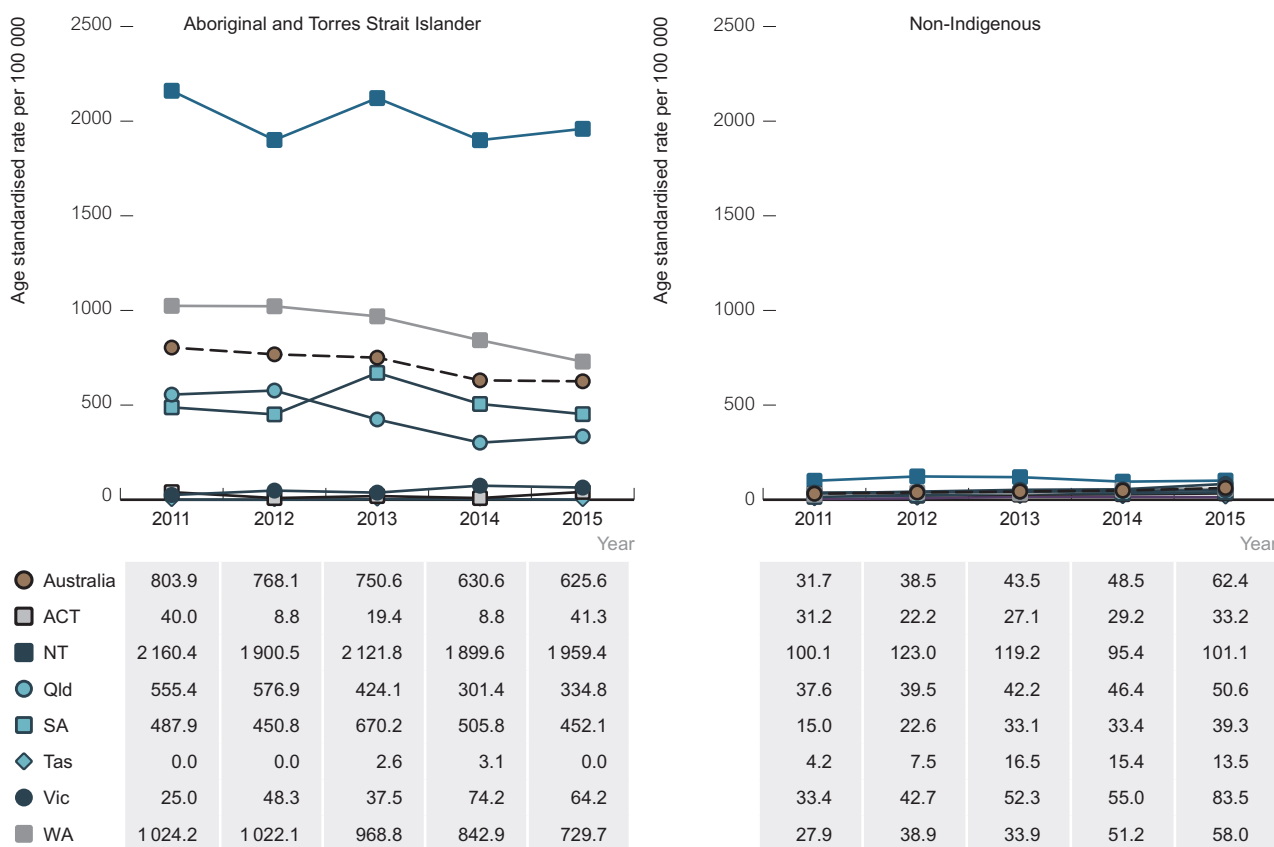 Aboriginal and Torres Strait Islander
Age standardised rate per 100 000
2500
2000
1500
1000
500
0
2011 2012 2013 2014 2015
Year
Non-Indigenous
Age standardised rate per 100 000
2500
2000
1500
1000
500
0
2011 2012 2013 2014 2015
Year
Australia 803.9 768.1 750.6 630.6 625.6 31.7 38.5 43.5 48.5 62.4
ACT 40.0 8.8 19.4 8.8 41.3 31.2 22.2 27.1 29.2 33.2
NT 2 160.4 1 900.5 2 121.8 1 899.6 1 959.4 100.1 123.0 119.2 95.4 101.1
Qld 555.4 576.9 424.1 301.4 334.8 37.6 39.5 42.2 46.4 50.6
SA 487.9 450.8 670.2 505.8 452.1 15.0 22.6 33.1 33.4 39.3
Tas 0.0 0.0 2.6 3.1 0.0 4.2 7.5 16.5 15.4 13.5
Vic 25.0 48.3 37.5 74.2 64.2 33.4 42.7 52.3 55.0 83.5
WA 1 024.2 1 022.1 968.8 842.9 729.7 27.9 38.9 33.9 51.2 58.0